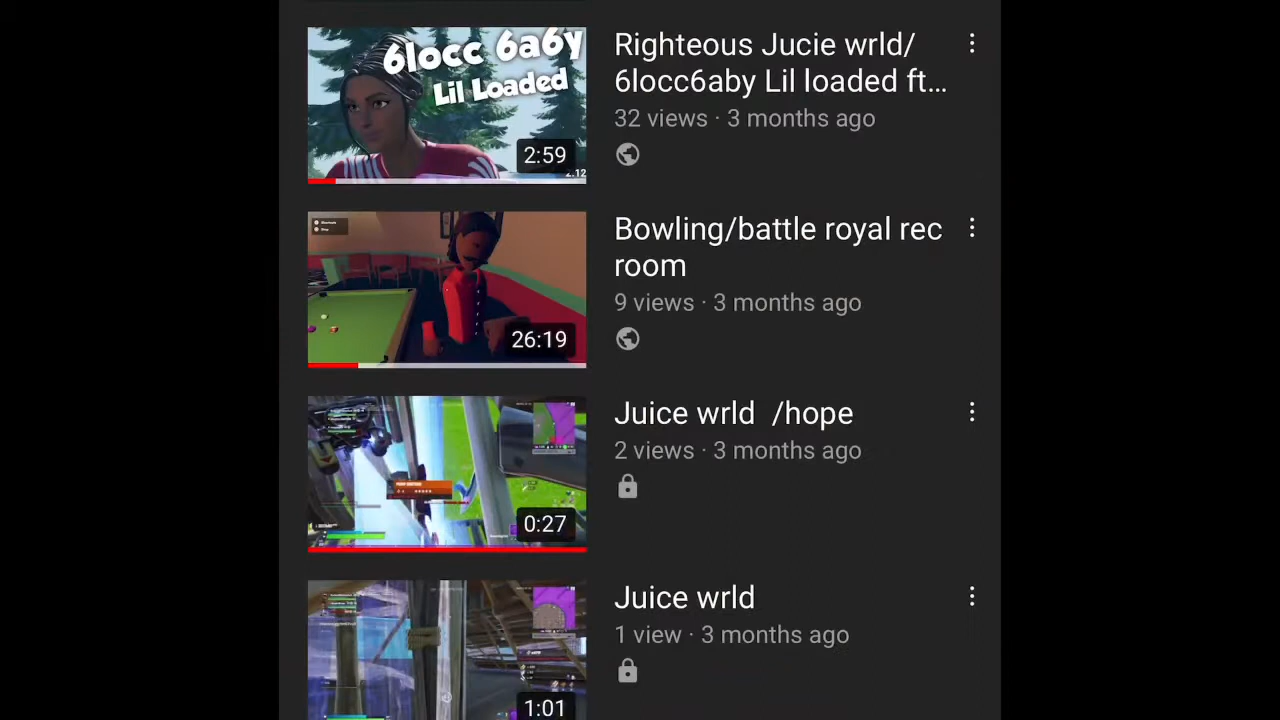 6locc 6a6y
Lil Loaded
2:59
2.12
Righteous Jucie wrld/
6locc6aby Lil loaded ft...
32 views · 3 months ago
26:19
Bowling/battle royal rec
room
9 views · 3 months ago
0:27
Juice wrld /hope
2 views · 3 months ago
1:01
Juice wrld
1 view · 3 months ago